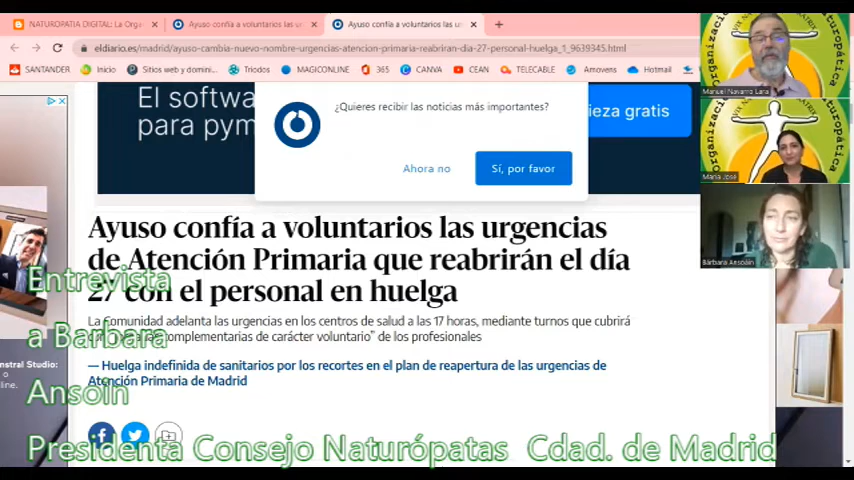 NATUROPATIA DIGITAL: La Orga
Ayuso confía a voluntarios las ur
Ayuso confía a voluntarios las ur
eldiario.es/madrid/ayuso-cambia-nuevo-nombre-urgencias-atencion-primaria-reabriran-dia-27-personal-huelga_1_9639345.html
SANTANDER
Inicio
Sitios web y domini...
Triodos
MAGICONLINE
365
CANVA
CEAN
TELECABLE
Amovens
Hotmail
El softwa
para pym
ieza gratis
¿Quieres recibir las noticias más importantes?
Ahora no
Sí, por favor
Manuel Navarro Lara
María José
Bárbara Ansoáin
Ayuso confía a voluntarios las urgencias
de Atención Primaria que reabrirán el día
27 con el personal en huelga
La Comunidad adelanta las urgencias en los centros de salud a las 17 horas, mediante turnos que cubrirá
complementarias de carácter voluntario” de los profesionales
— Huelga indefinida de sanitarios por los recortes en el plan de reapertura de las urgencias de
Atención Primaria de Madrid
Entrevista
a Barbara
Ansoín
Presidenta Consejo Naturópatas Cdad. de Madrid